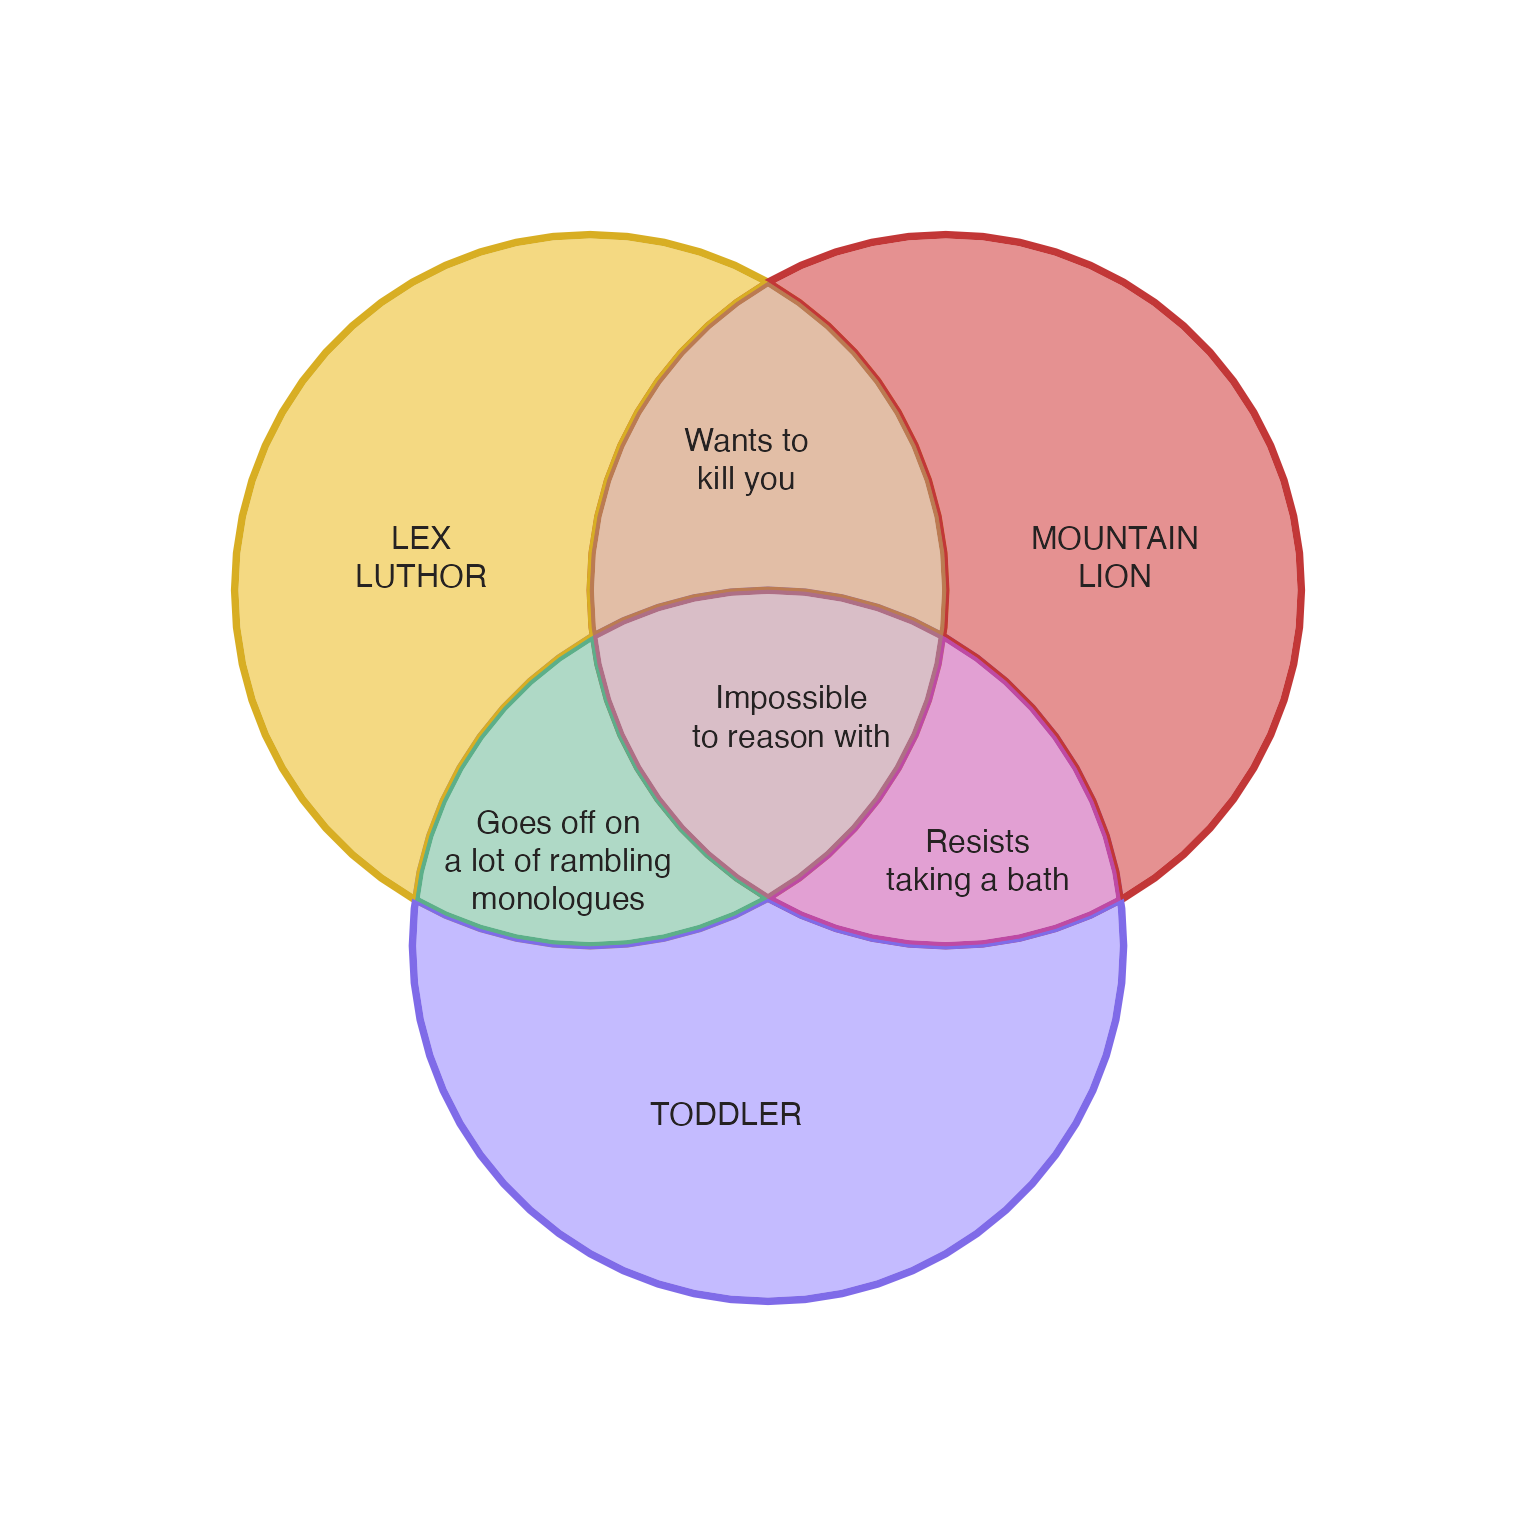 Wants to
kill you
LEX
LUTHOR
MOUNTAIN
LION
Impossible
to reason with
Goes off on
a lot of rambling
monologues
Resists
taking a bath
TODDLER